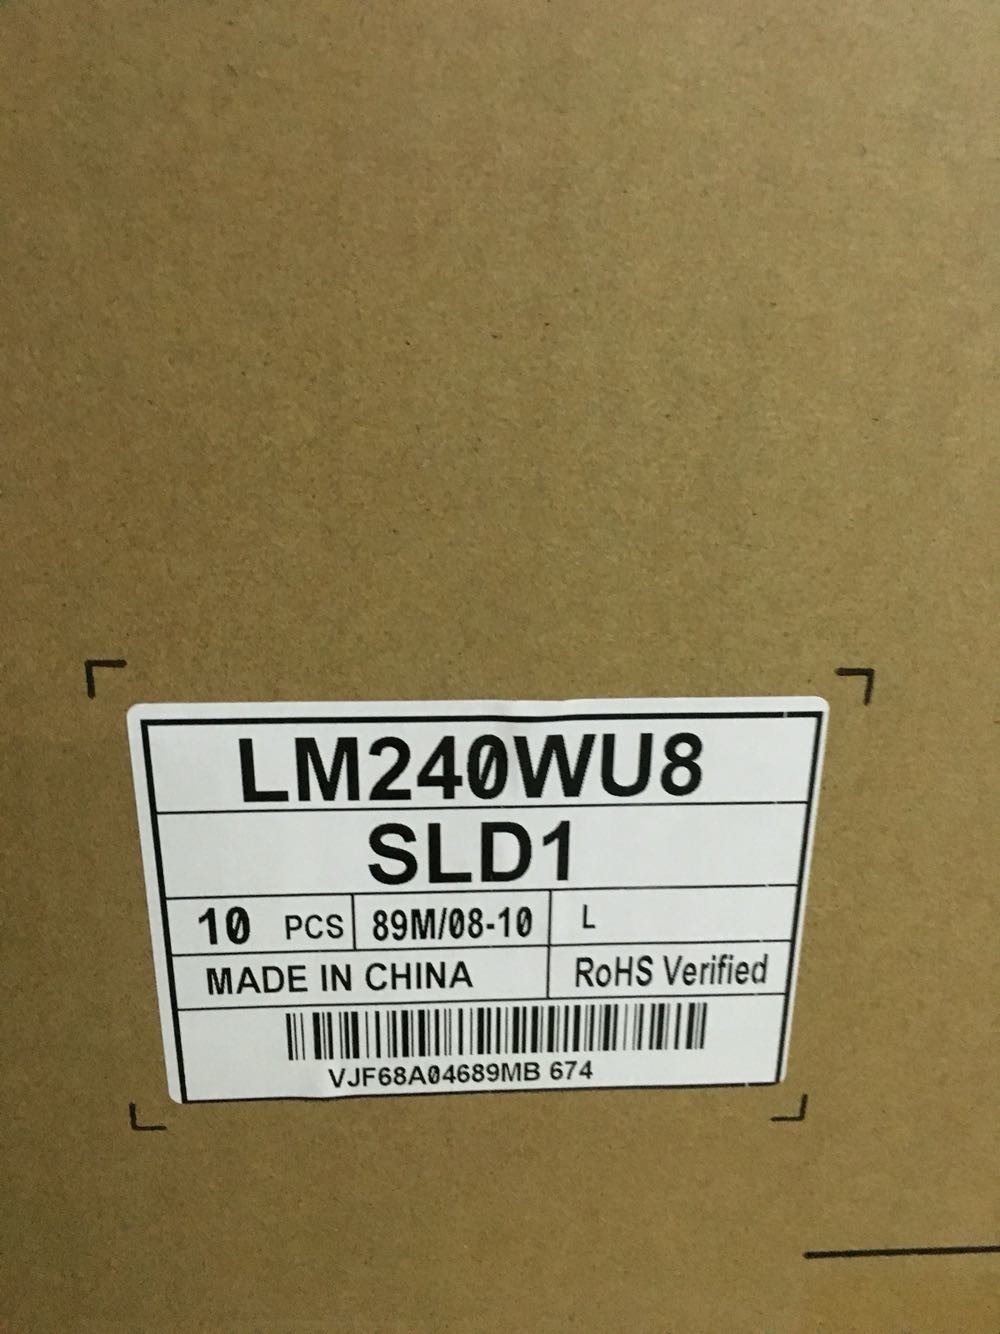 LM240WU8
SLD1
10 PCS 89M/08-10 L
MADE IN CHINA RoHS Verified
VJF68A04689MB 674